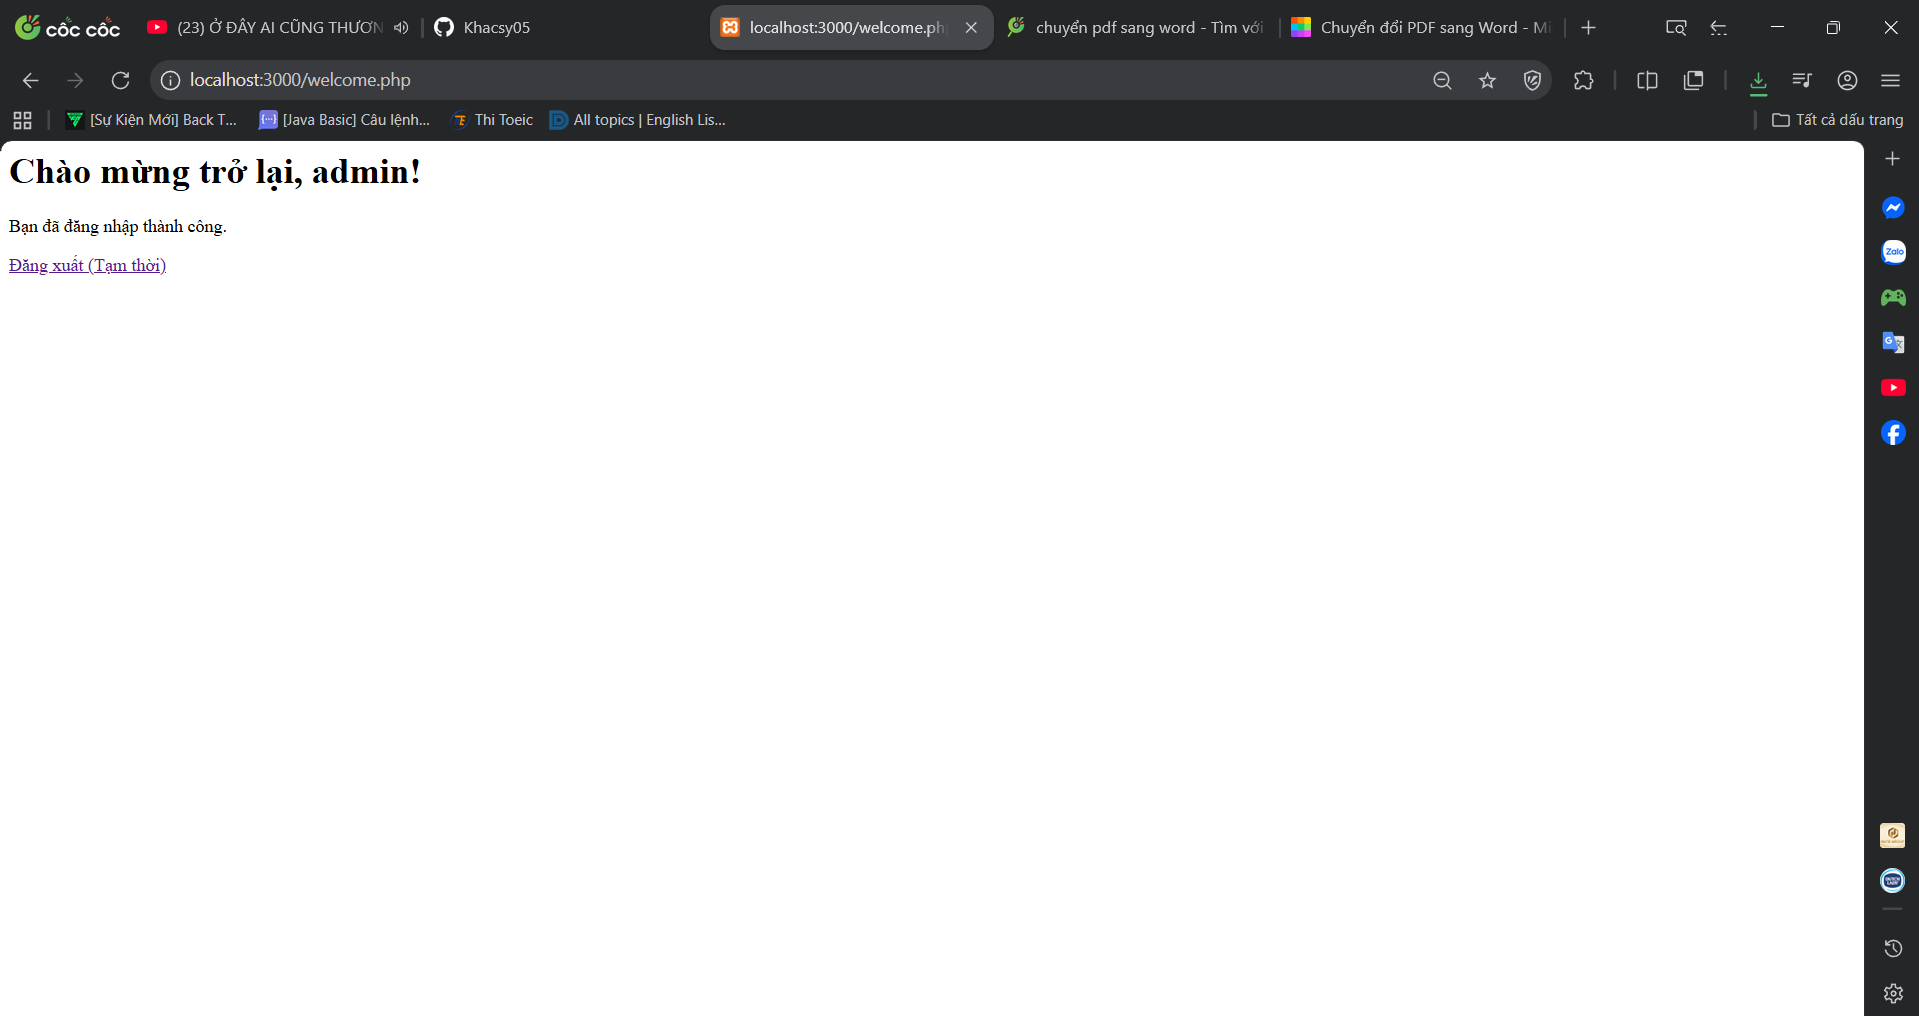 cốc cốc
(23) Ở ĐÂY AI CŨNG THƯƠN
Khacsy05
localhost:3000/welcome.ph
chuyển pdf sang word - Tìm với
Chuyển đổi PDF sang Word - Mi
localhost:3000/welcome.php
[Sự Kiện Mới] Back T...
[Java Basic] Câu lệnh...
Thi Toeic
All topics | English Lis...
Tất cả dấu trang
Chào mừng trở lại, admin!
Bạn đã đăng nhập thành công.
Đăng xuất (Tạm thời)
Zalo